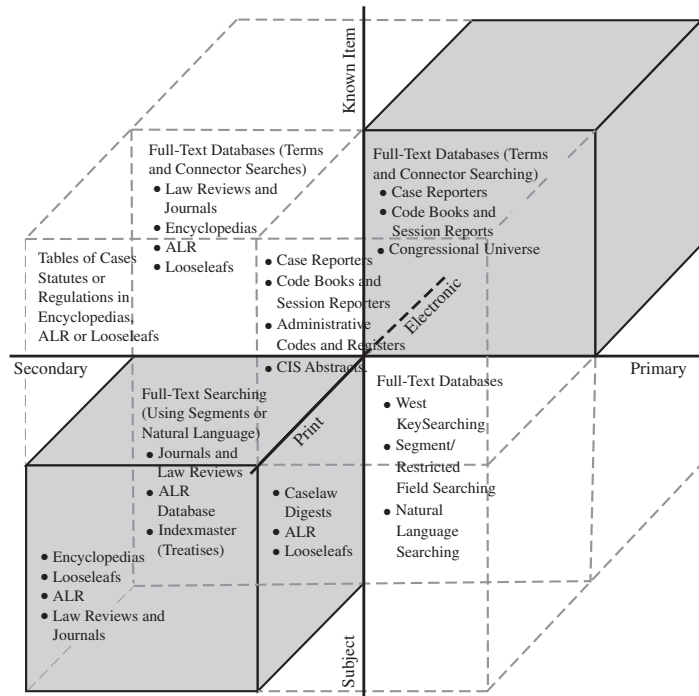 Known Item
Full-Text Databases (Terms
and Connector Searches)
• Law Reviews and
Journals
• Encyclopedias
• ALR
• Looseleafs
Full-Text Databases (Terms
and Connector Searching)
• Case Reporters
• Code Books and
Session Reports
• Congressional Universe
Tables of Cases
Statutes or
Regulations in
Encyclopedias,
ALR or Looseleafs
• Case Reporters
• Code Books and
Session Reporters
• Administrative
Codes and Registers
• CIS Abstracts.
Electronic
Secondary
Primary
Full-Text Searching
(Using Segments or
Natural Language)
• Journals and
Law Reviews
• ALR
Database
• Indexmaster
(Treatises)
Print
Full-Text Databases
• West
KeySearching
• Segment/
Restricted
Field Searching
• Natural
Language
Searching
• Caselaw
Digests
• ALR
• Looseleafs
• Encyclopedias
• Looseleafs
• ALR
• Law Reviews and
Journals
Subject